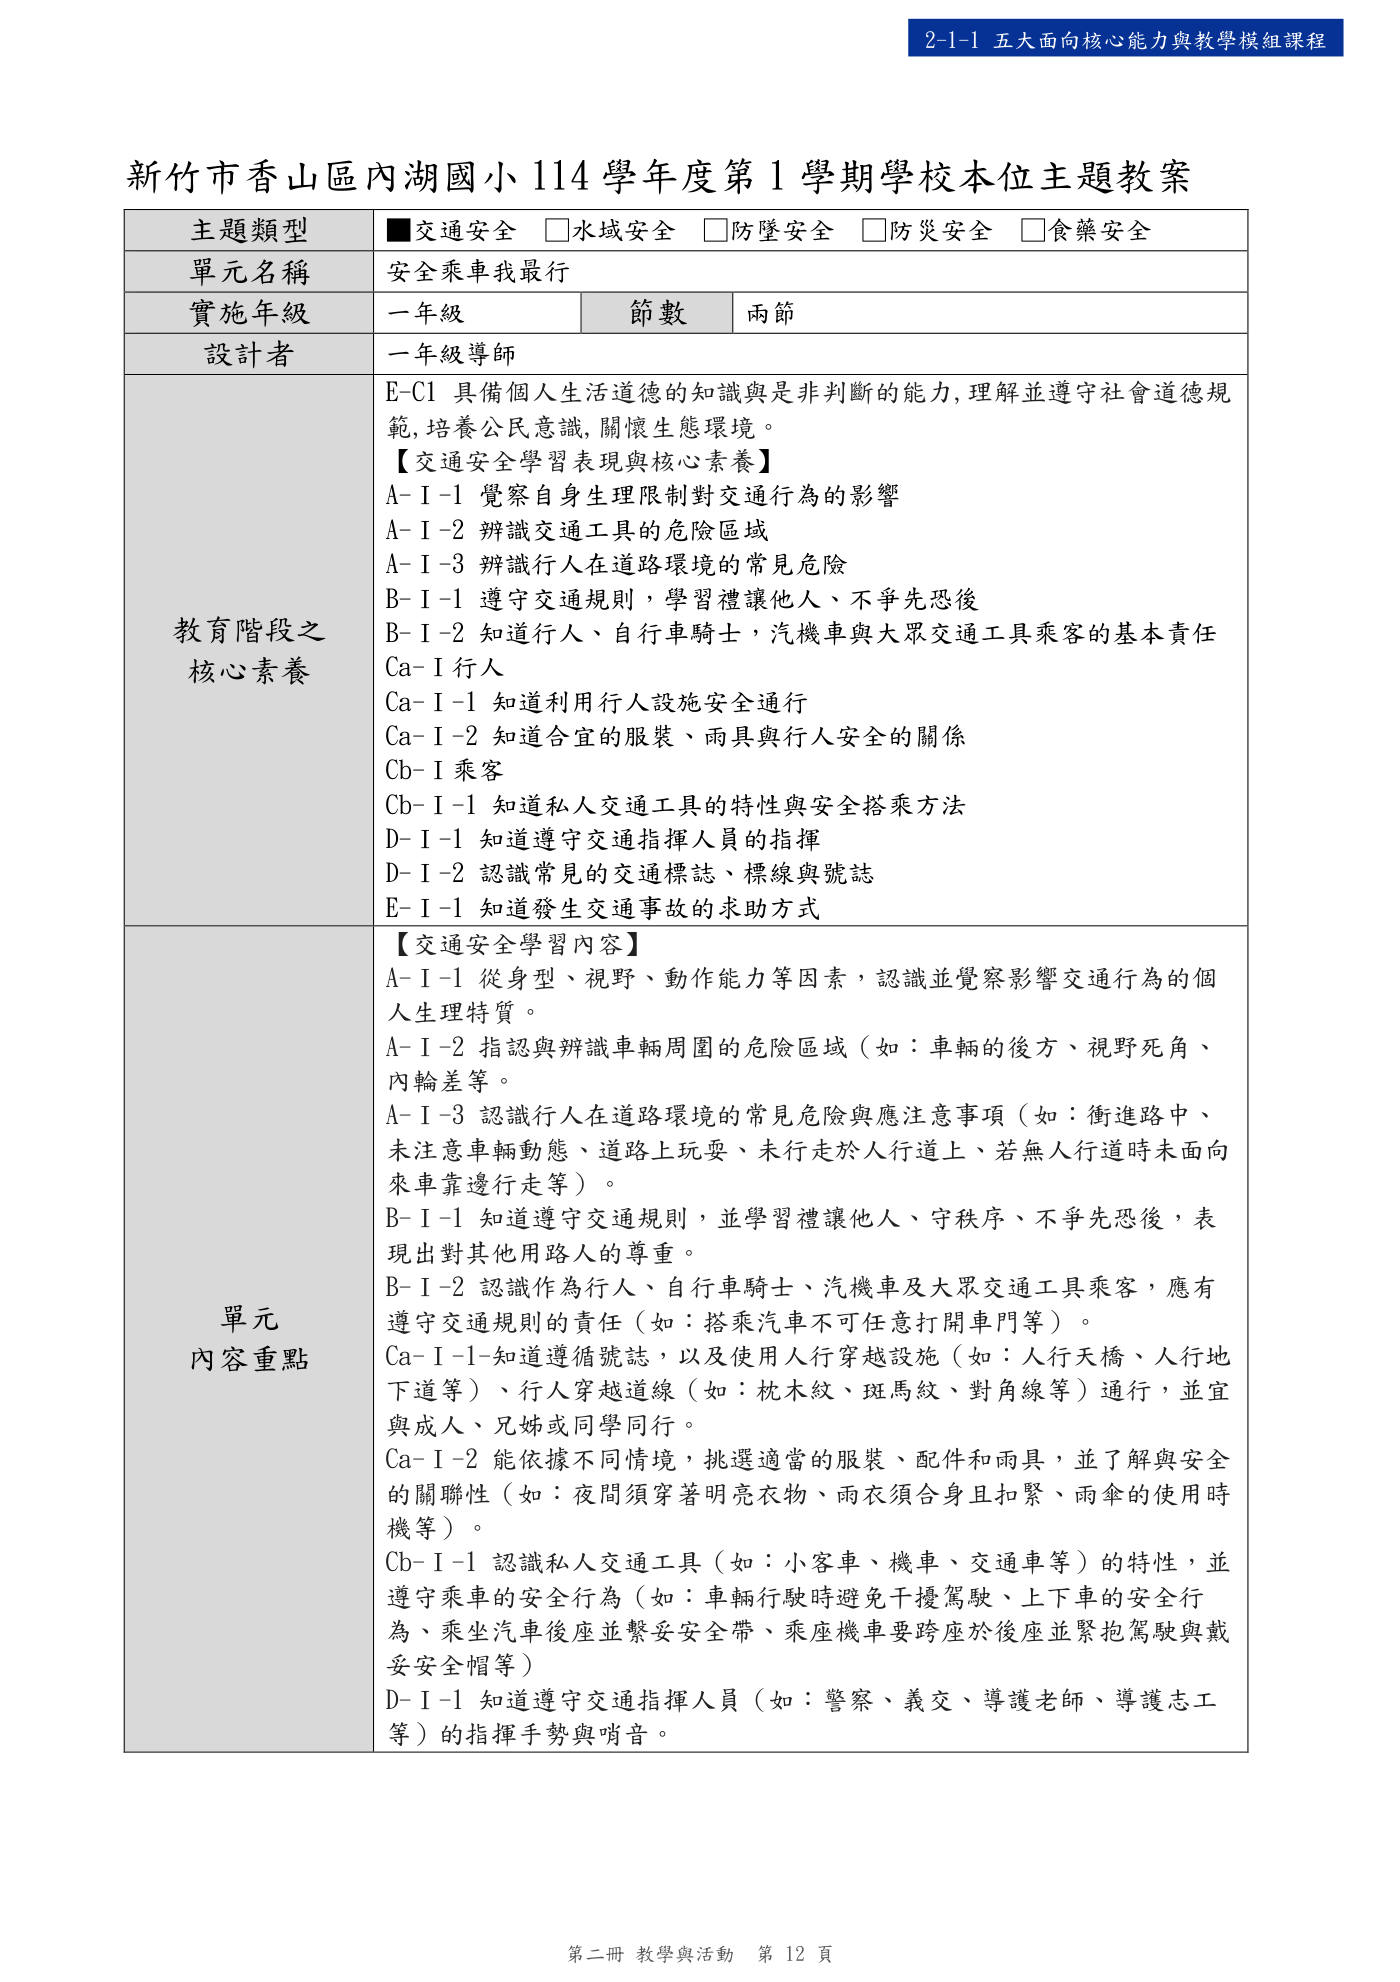 2-1-1 五大面向核心能力與教學模組課程
新竹市香山區內湖國小 114 學年度第 1 學期學校本位主題教案
主題類型 ■交通安全 □水域安全 □防墜安全 □防災安全 □食藥安全
單元名稱 安全乘車我最行
實施年級 一年級 節數 兩節
設計者 一年級導師
教育階段之
核心素養
E-C1 具備個人生活道德的知識與是非判斷的能力,理解並遵守社會道德規
範,培養公民意識,關懷生態環境。
【交通安全學習表現與核心素養】
A-Ⅰ-1 覺察自身生理限制對交通行為的影響
A-Ⅰ-2 辨識交通工具的危險區域
A-Ⅰ-3 辨識行人在道路環境的常見危險
B-Ⅰ-1 遵守交通規則，學習禮讓他人、不爭先恐後
B-Ⅰ-2 知道行人、自行車騎士，汽機車與大眾交通工具乘客的基本責任
Ca-Ⅰ行人
Ca-Ⅰ-1 知道利用行人設施安全通行
Ca-Ⅰ-2 知道合宜的服裝、雨具與行人安全的關係
Cb-Ⅰ乘客
Cb-Ⅰ-1 知道私人交通工具的特性與安全搭乘方法
D-Ⅰ-1 知道遵守交通指揮人員的指揮
D-Ⅰ-2 認識常見的交通標誌、標線與號誌
E-Ⅰ-1 知道發生交通事故的求助方式
單元
內容重點
【交通安全學習內容】
A-Ⅰ-1 從身型、視野、動作能力等因素，認識並覺察影響交通行為的個
人生理特質。
A-Ⅰ-2 指認與辨識車輛周圍的危險區域（如：車輛的後方、視野死角、
內輪差等。
A-Ⅰ-3 認識行人在道路環境的常見危險與應注意事項（如：衝進路中、
未注意車輛動態、道路上玩耍、未行走於人行道上、若無人行道時未面向
來車靠邊行走等）。
B-Ⅰ-1 知道遵守交通規則，並學習禮讓他人、守秩序、不爭先恐後，表
現出對其他用路人的尊重。
B-Ⅰ-2 認識作為行人、自行車騎士、汽機車及大眾交通工具乘客，應有
遵守交通規則的責任（如：搭乘汽車不可任意打開車門等）。
Ca-Ⅰ-1-知道遵循號誌，以及使用人行穿越設施（如：人行天橋、人行地
下道等）、行人穿越道線（如：枕木紋、斑馬紋、對角線等）通行，並宜
與成人、兄姊或同學同行。
Ca-Ⅰ-2 能依據不同情境，挑選適當的服裝、配件和雨具，並了解與安全
的關聯性（如：夜間須穿著明亮衣物、雨衣須合身且扣緊、雨傘的使用時
機等）。
Cb-Ⅰ-1 認識私人交通工具（如：小客車、機車、交通車等）的特性，並
遵守乘車的安全行為（如：車輛行駛時避免干擾駕駛、上下車的安全行
為、乘坐汽車後座並繫妥安全帶、乘座機車要跨座於後座並緊抱駕駛與戴
妥安全帽等）
D-Ⅰ-1 知道遵守交通指揮人員（如：警察、義交、導護老師、導護志工
等）的指揮手勢與哨音。
第二冊 教學與活動 第 12 頁